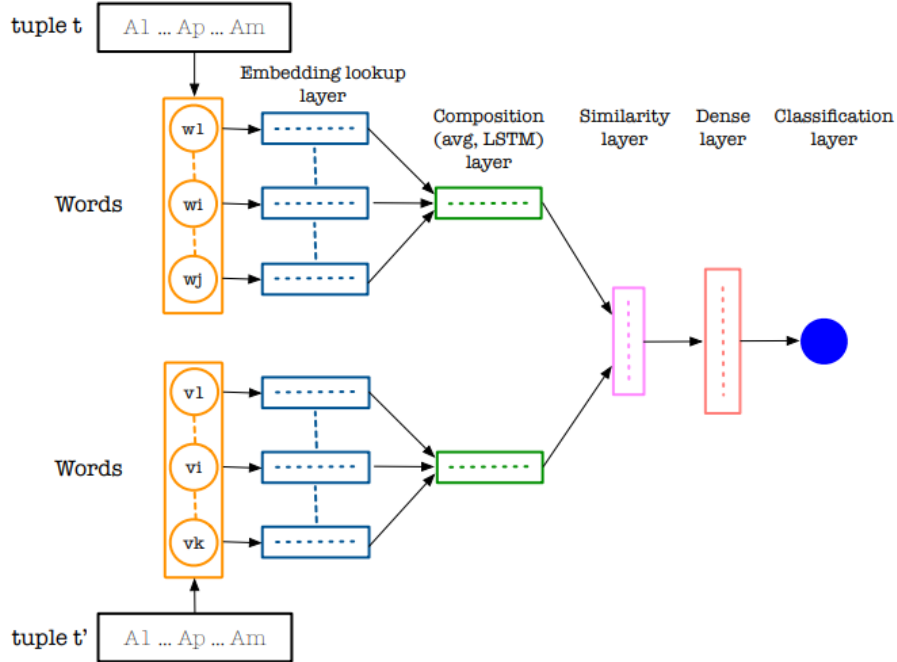 tuple t
A1 ... Ap ... Am
Embedding lookup
layer
Composition
(avg, LSTM)
layer
Similarity
layer
Dense
layer
Classification
layer
Words
w1
wi
wj
Words
v1
vi
vk
tuple t’
A1 ... Ap ... Am